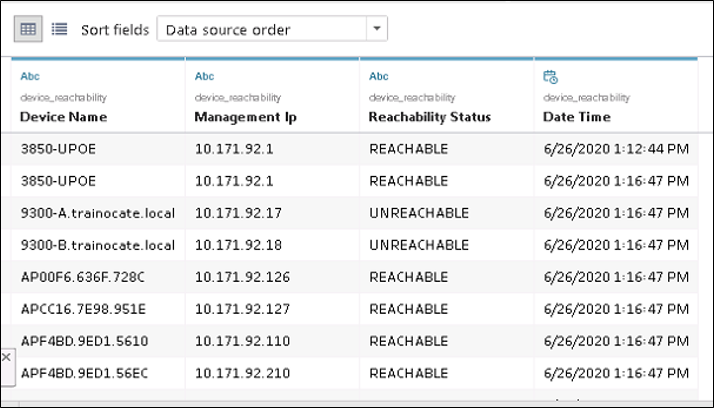 Sort fields Data source order
Abc Abc Abc
device_reachability device_reachability device_reachability device_reachability
Device Name Management Ip Reachability Status Date Time
3850-UPOE 10.171.92.1 REACHABLE 6/26/2020 1:12:44 PM
3850-UPOE 10.171.92.1 REACHABLE 6/26/2020 1:16:47 PM
9300-A.trainocate.local 10.171.92.17 UNREACHABLE 6/26/2020 1:16:47 PM
9300-B.trainocate.local 10.171.92.18 UNREACHABLE 6/26/2020 1:16:47 PM
AP00F6.636F.728C 10.171.92.126 REACHABLE 6/26/2020 1:16:47 PM
APCC16.7E98.951E 10.171.92.127 REACHABLE 6/26/2020 1:16:47 PM
APF4BD.9ED1.5610 10.171.92.110 REACHABLE 6/26/2020 1:16:47 PM
APF4BD.9ED1.56EC 10.171.92.210 REACHABLE 6/26/2020 1:16:47 PM